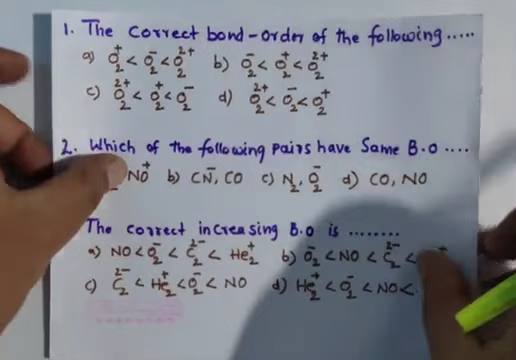 1. The correct bond-order of the following.....
a) O₂⁺ < O₂⁻ < O₂²⁺ b) O₂⁻ < O₂⁺ < O₂²⁺
c) O₂²⁺ < O₂⁺ < O₂⁻ d) O₂²⁺ < O₂⁻ < O₂⁺
2. Which of the following pairs have same B.O ....
NO⁺ b) CN⁻, CO c) N₂, O₂⁻ d) CO, NO
The correct increasing B.O is ........
a) NO < O₂⁻ < C₂²⁻ < He₂⁺ b) O₂⁻ < NO < C₂²⁻ <
c) C₂²⁻ < He₂⁺ < O₂⁻ < NO d) He₂⁺ < O₂⁻ < NO <